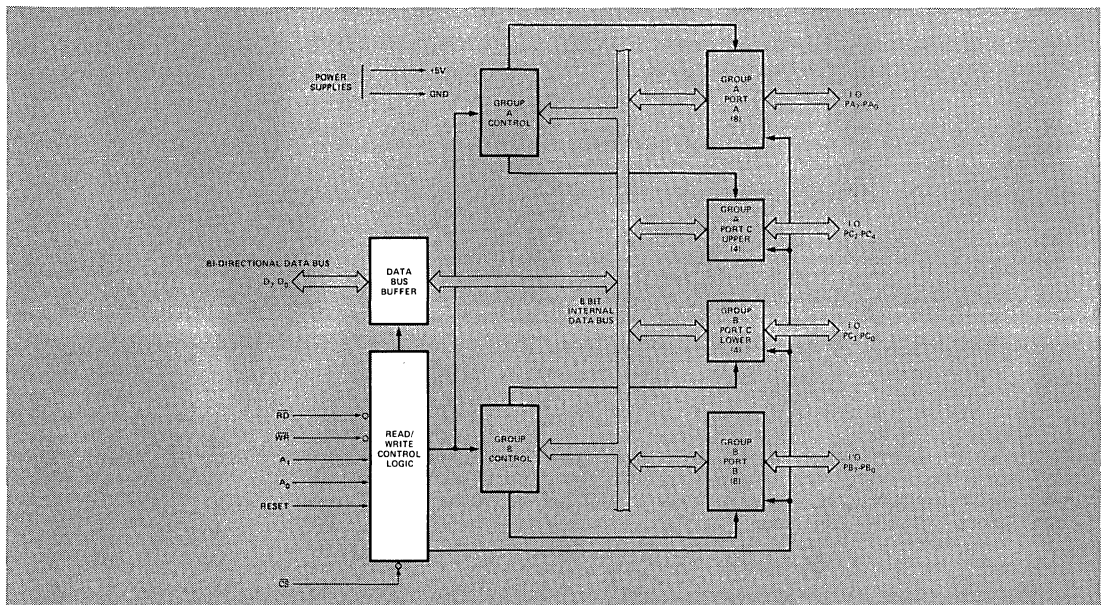 POWER
SUPPLIES
+5V
GND
GROUP
A
CONTROL
GROUP
A
PORT
A
(8)
I/O
PA7-PA0
GROUP
A
PORT C
UPPER
(4)
I/O
PC7-PC4
BI-DIRECTIONAL DATA BUS
D7-D0
DATA
BUS
BUFFER
8 BIT
INTERNAL
DATA BUS
GROUP
B
PORT C
LOWER
(4)
I/O
PC3-PC0
RD
WR
A1
A0
RESET
CS
READ/
WRITE
CONTROL
LOGIC
GROUP
B
CONTROL
GROUP
B
PORT
B
(8)
I/O
PB7-PB0